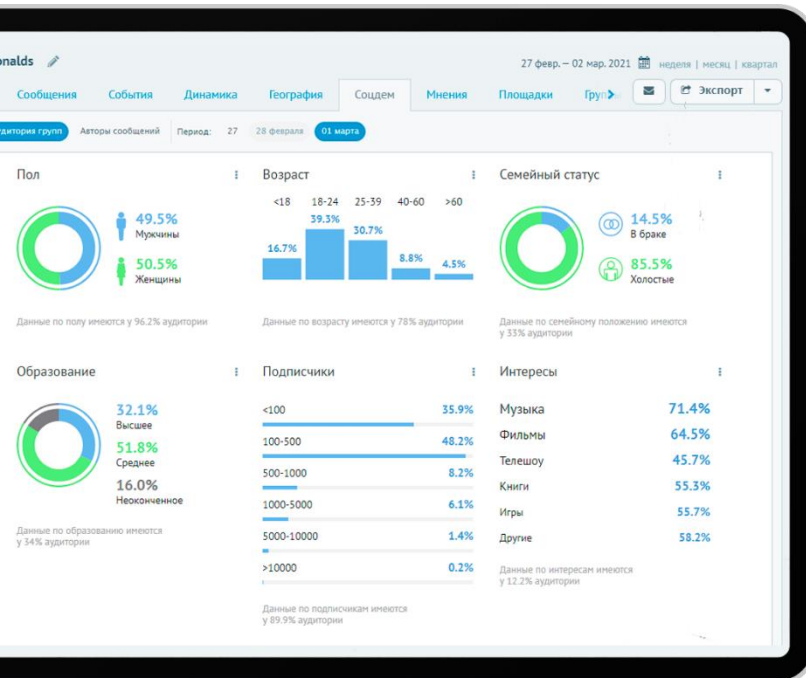 nalds
27 февр. – 02 мар. 2021 неделя | месяц | квартал
Сообщения События Динамика География Соцдем Мнения Площадки Груп Экспорт
удитория групп Авторы сообщений Период: 27 28 февраля 01 марта
Пол
49.5%
Мужчины
50.5%
Женщины
Данные по полу имеются у 96.2% аудитории
Возраст
<18 18-24 25-39 40-60 >60
16.7% 39.3% 30.7% 8.8% 4.5%
Данные по возрасту имеются у 78% аудитории
Семейный статус
14.5%
В браке
85.5%
Холостые
Данные по семейному положению имеются
у 33% аудитории
Образование
32.1%
Высшее
51.8%
Среднее
16.0%
Неоконченное
Данные по образованию имеются
у 34% аудитории
Подписчики
<100 35.9%
100-500 48.2%
500-1000 8.2%
1000-5000 6.1%
5000-10000 1.4%
>10000 0.2%
Данные по подписчикам имеются
у 89.9% аудитории
Интересы
Музыка 71.4%
Фильмы 64.5%
Телешоу 45.7%
Книги 55.3%
Игры 55.7%
Другие 58.2%
Данные по интересам имеются
у 12.2% аудитории